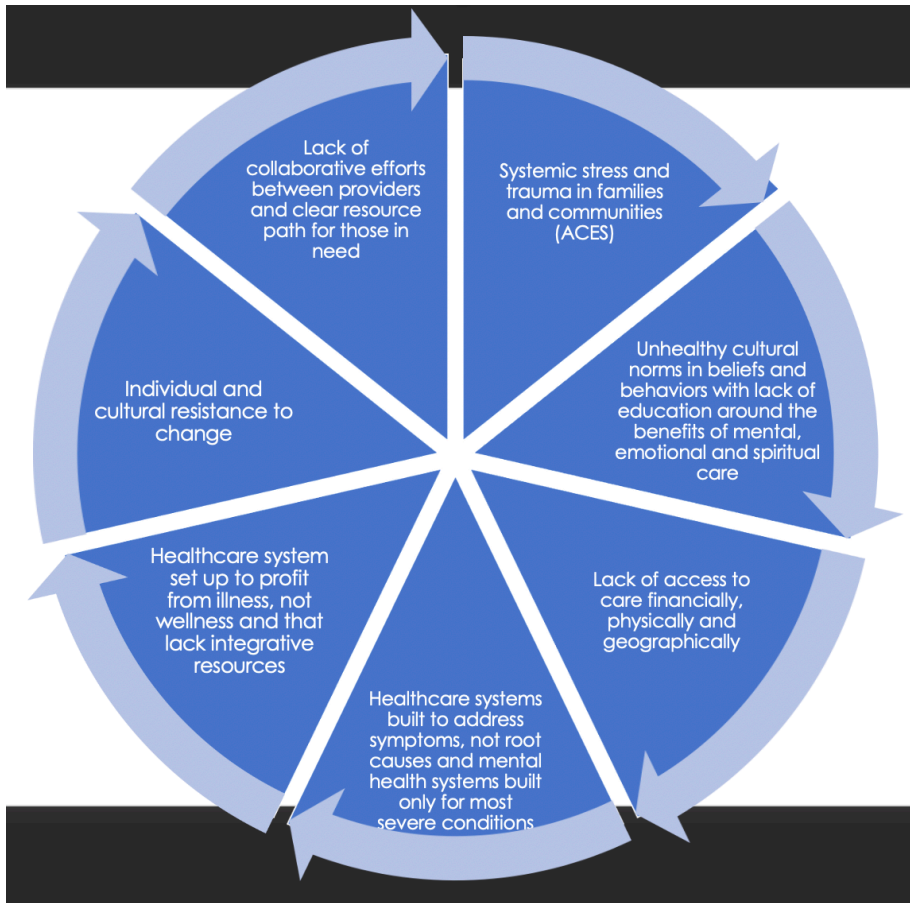 Systemic stress and
trauma in families
and communities
(ACES)
Unhealthy cultural
norms in beliefs and
behaviors with lack of
education around the
benefits of mental,
emotional and spiritual
care
Lack of access to
care financially,
physically and
geographically
Healthcare systems
built to address
symptoms, not root
causes and mental
health systems built
only for most
severe conditions
Healthcare system
set up to profit
from illness, not
wellness and that
lack integrative
resources
Individual and
cultural resistance to
change
Lack of
collaborative efforts
between providers
and clear resource
path for those in
need